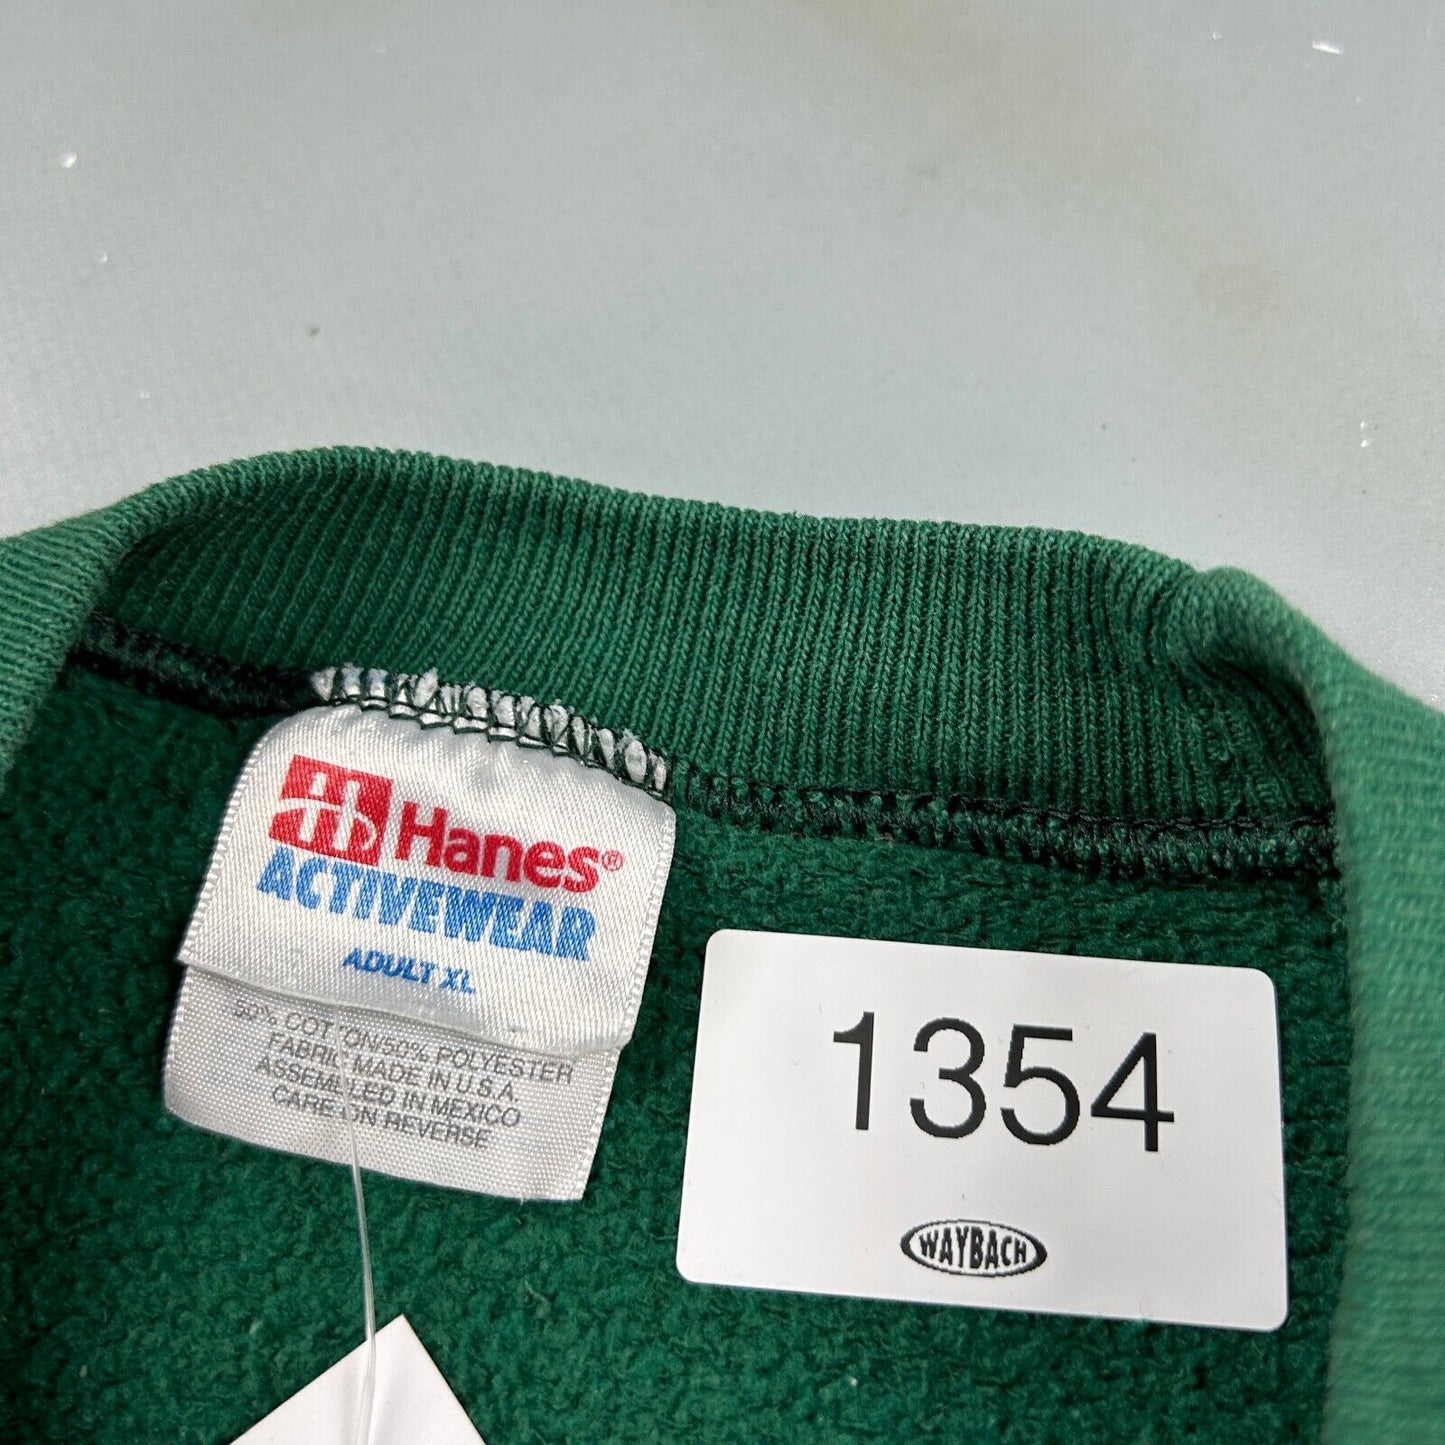 Hanes®
ACTIVEWEAR
ADULT XL
50% COTTON/50% POLYESTER
FABRIC MADE IN U.S.A
ASSEMBLED IN MEXICO
CARE ON REVERSE
1354
WAYBACH